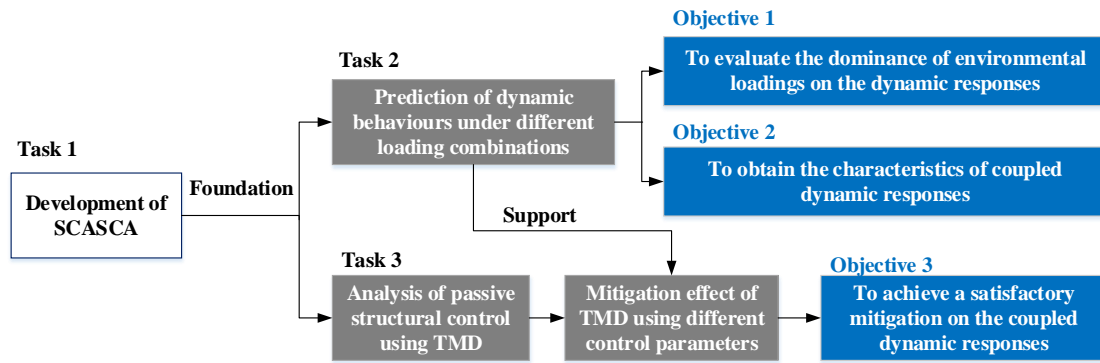 Objective 1
To evaluate the dominance of environmental
loadings on the dynamic responses
Task 2
Prediction of dynamic
behaviours under different
loading combinations
Objective 2
To obtain the characteristics of coupled
dynamic responses
Task 1
Development of
SCASCA
Foundation
Support
Task 3
Analysis of passive
structural control
using TMD
Mitigation effect of
TMD using different
control parameters
Objective 3
To achieve a satisfactory
mitigation on the coupled
dynamic responses